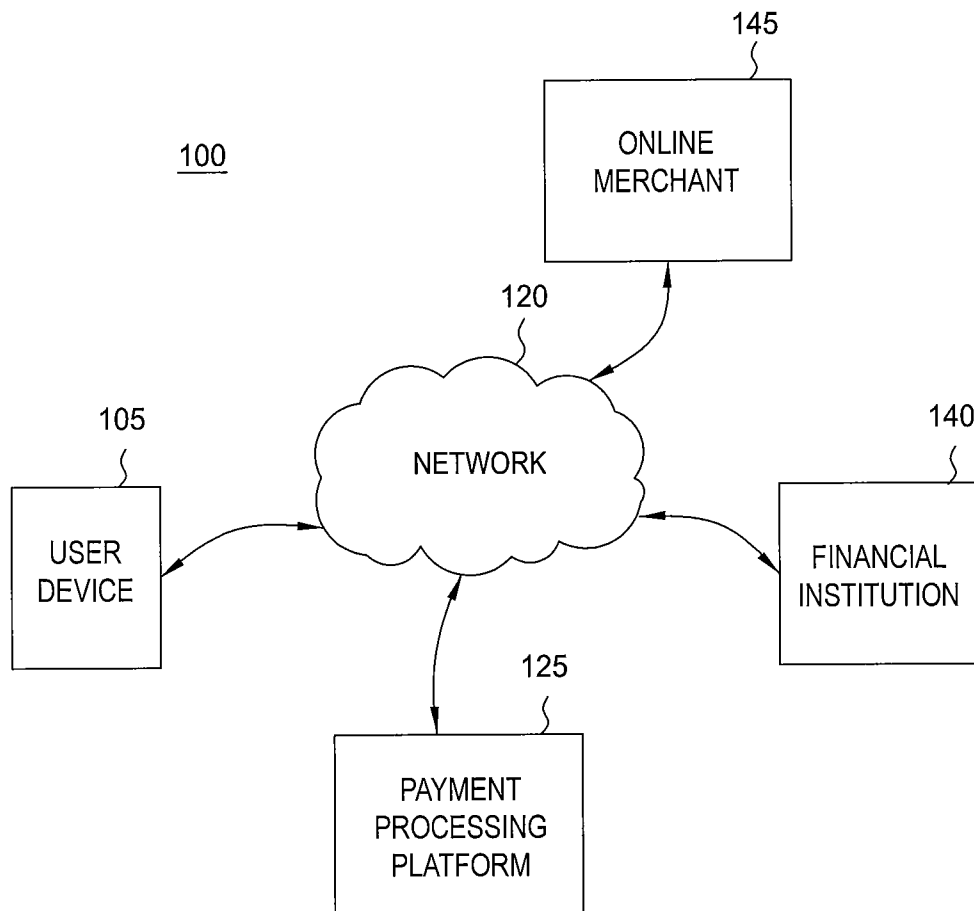 145
100
ONLINE
MERCHANT
120
105
140
NETWORK
USER
DEVICE
FINANCIAL
INSTITUTION
125
PAYMENT
PROCESSING
PLATFORM